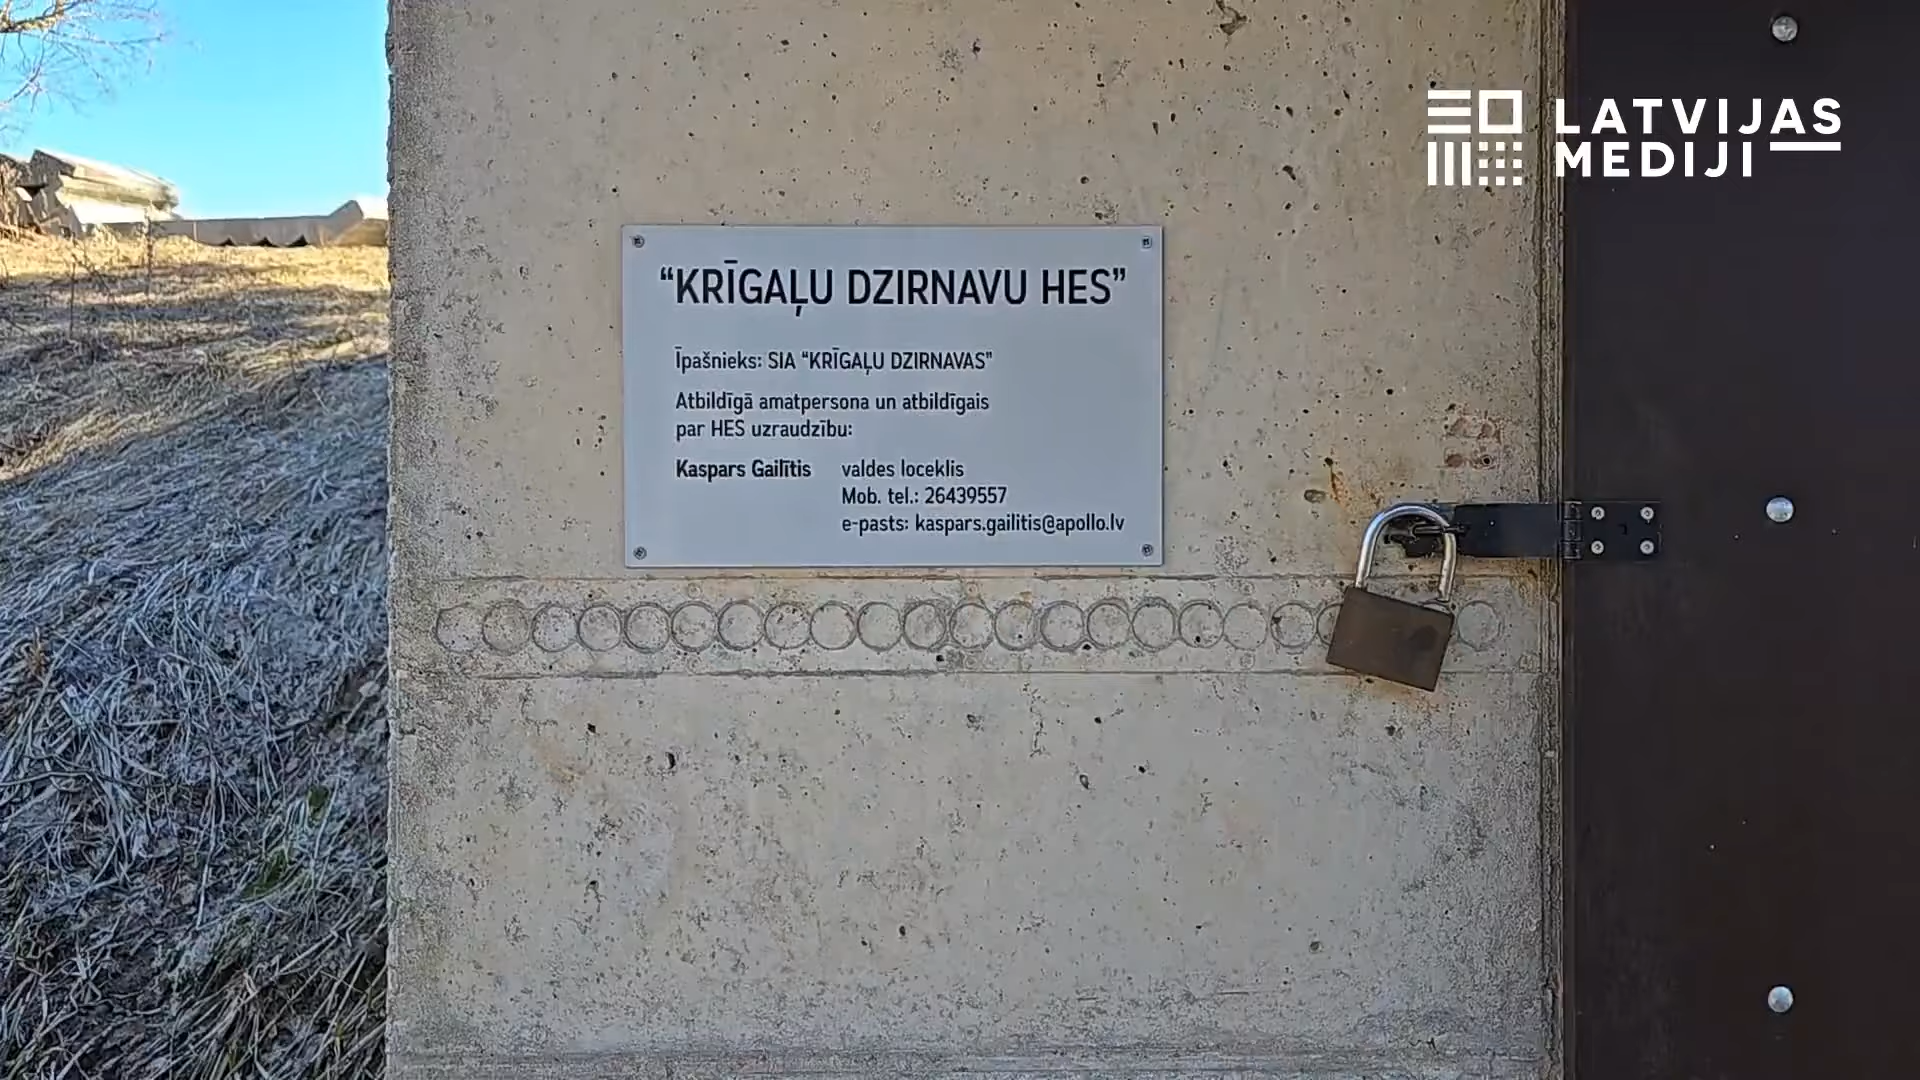 LATVIJAS
MEDIJI
“KRĪGAĻU DZIRNAVU HES”
Īpašnieks: SIA “KRĪGAĻU DZIRNAVAS”
Atbildīgā amatpersona un atbildīgais
par HES uzraudzību:
Kaspars Gailītis valdes loceklis
Mob. tel.: 26439557
e-pasts: kaspars.gailitis@apollo.lv